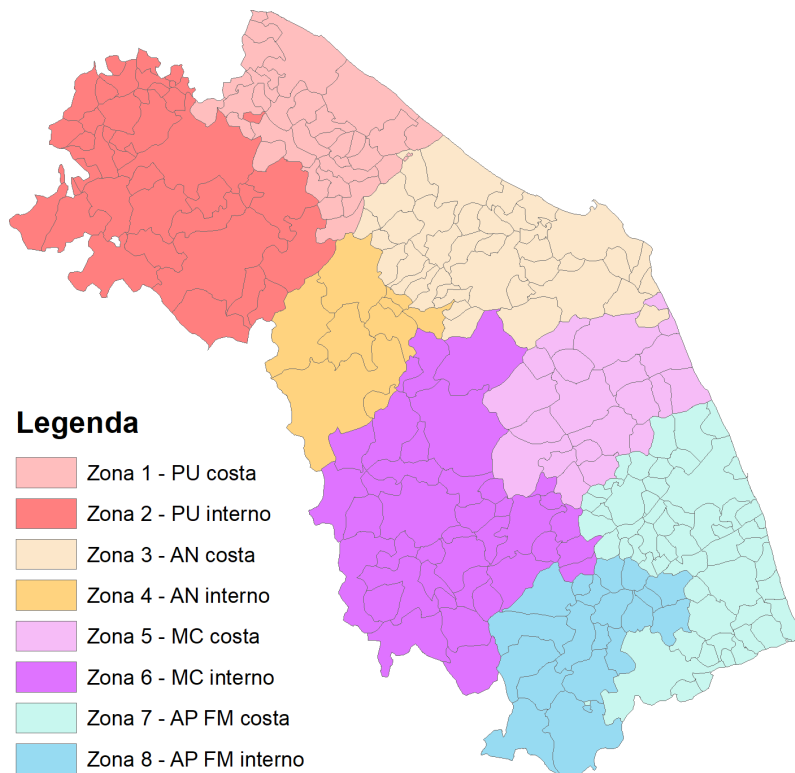 Legenda
Zona 1 - PU costa
Zona 2 - PU interno
Zona 3 - AN costa
Zona 4 - AN interno
Zona 5 - MC costa
Zona 6 - MC interno
Zona 7 - AP FM costa
Zona 8 - AP FM interno